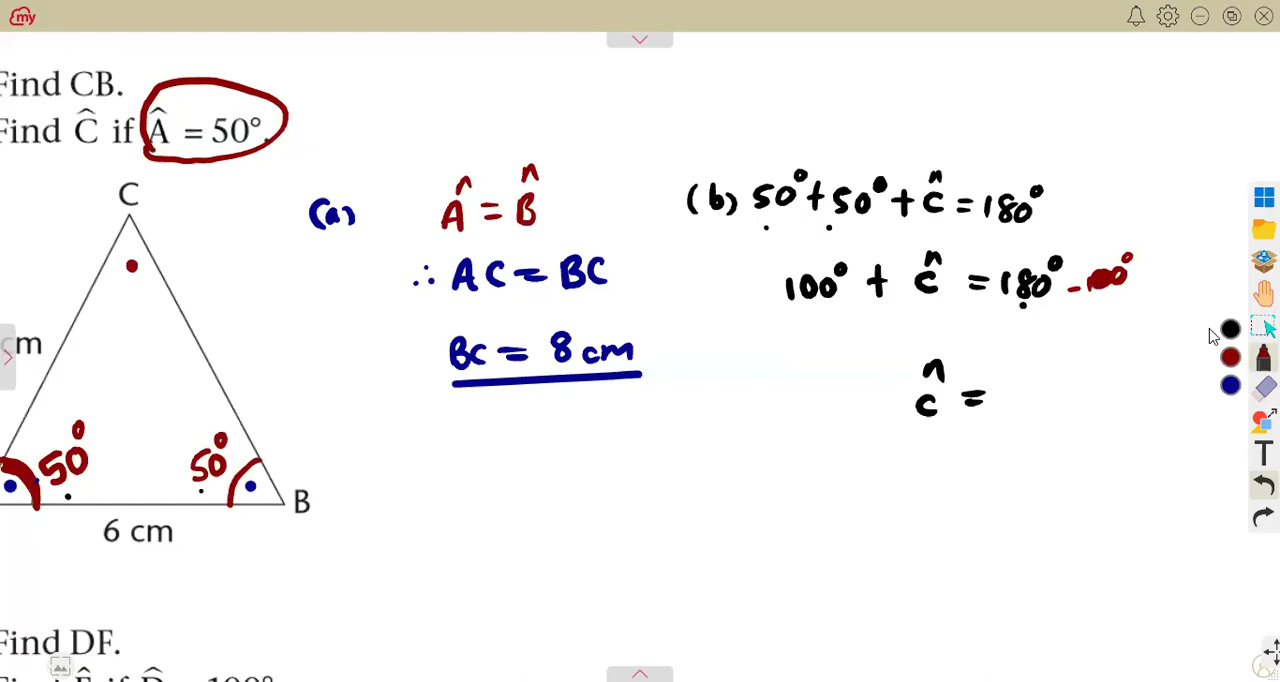 my
Find CB.
Find Ĉ if Â = 50°.
C
cm
50°
50°
B
6 cm
(a) Â = B̂
∴ AC = BC
BC = 8 cm
(b) 50° + 50° + ĉ = 180°
100° + ĉ = 180° - 100°
ĉ =
T
Find DF.